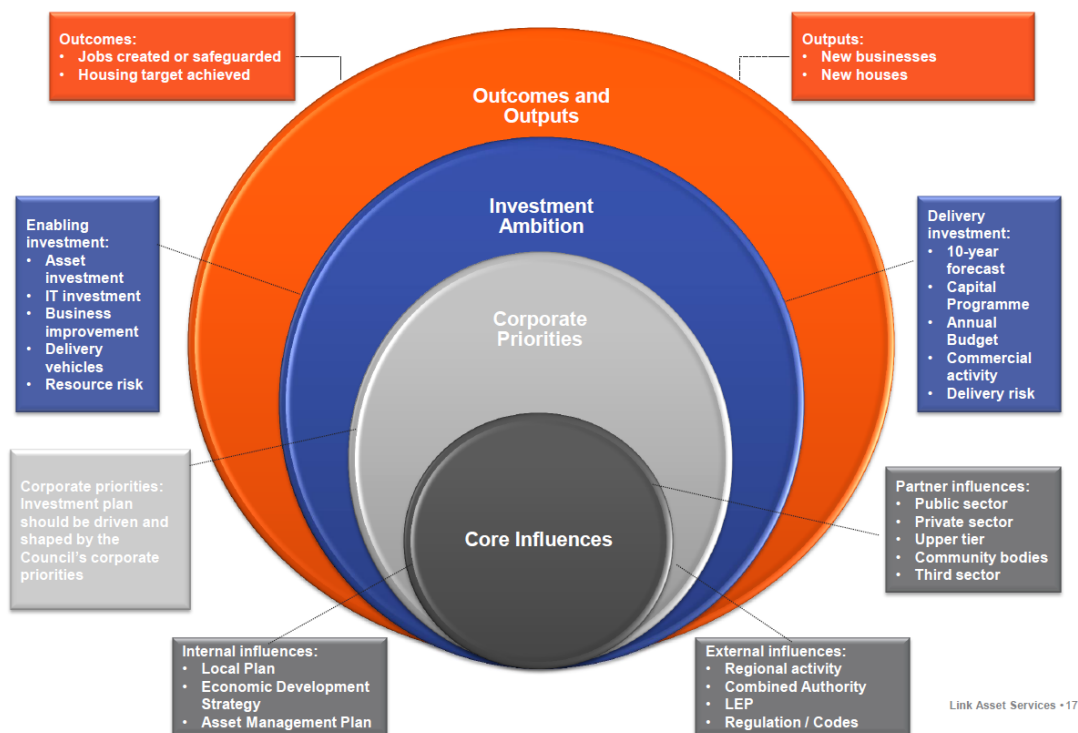 Outcomes:
• Jobs created or safeguarded
• Housing target achieved
Outputs:
• New businesses
• New houses
Outcomes and
Outputs
Investment
Ambition
Enabling
investment:
• Asset
investment
• IT investment
• Business
improvement
• Delivery
vehicles
• Resource risk
Delivery
investment:
• 10-year
forecast
• Capital
Programme
• Annual
Budget
• Commercial
activity
• Delivery risk
Corporate
Priorities
Corporate priorities:
Investment plan
should be driven and
shaped by the
Council's corporate
priorities
Core Influences
Partner influences:
• Public sector
• Private sector
• Upper tier
• Community bodies
• Third sector
Internal influences:
• Local Plan
• Economic Development
Strategy
• Asset Management Plan
External influences:
• Regional activity
• Combined Authority
• LEP
• Regulation / Codes
Link Asset Services • 17